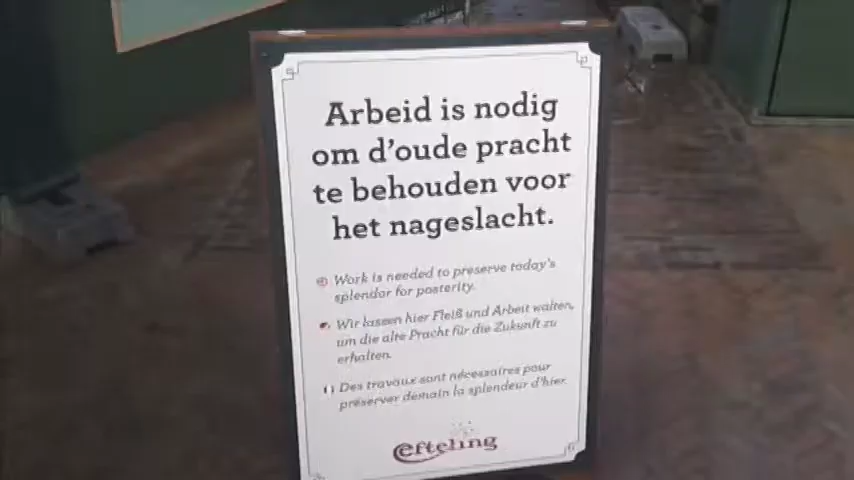 Arbeid is nodig
om d'oude pracht
te behouden voor
het nageslacht.
Work is needed to preserve today's
splendor for posterity.
Wir lassen hier Fleiß und Arbeit walten,
um die alte Pracht für die Zukunft zu
erhalten.
Des travaux sont nécessaires pour
préserver demain la splendeur d'hier.
efteling